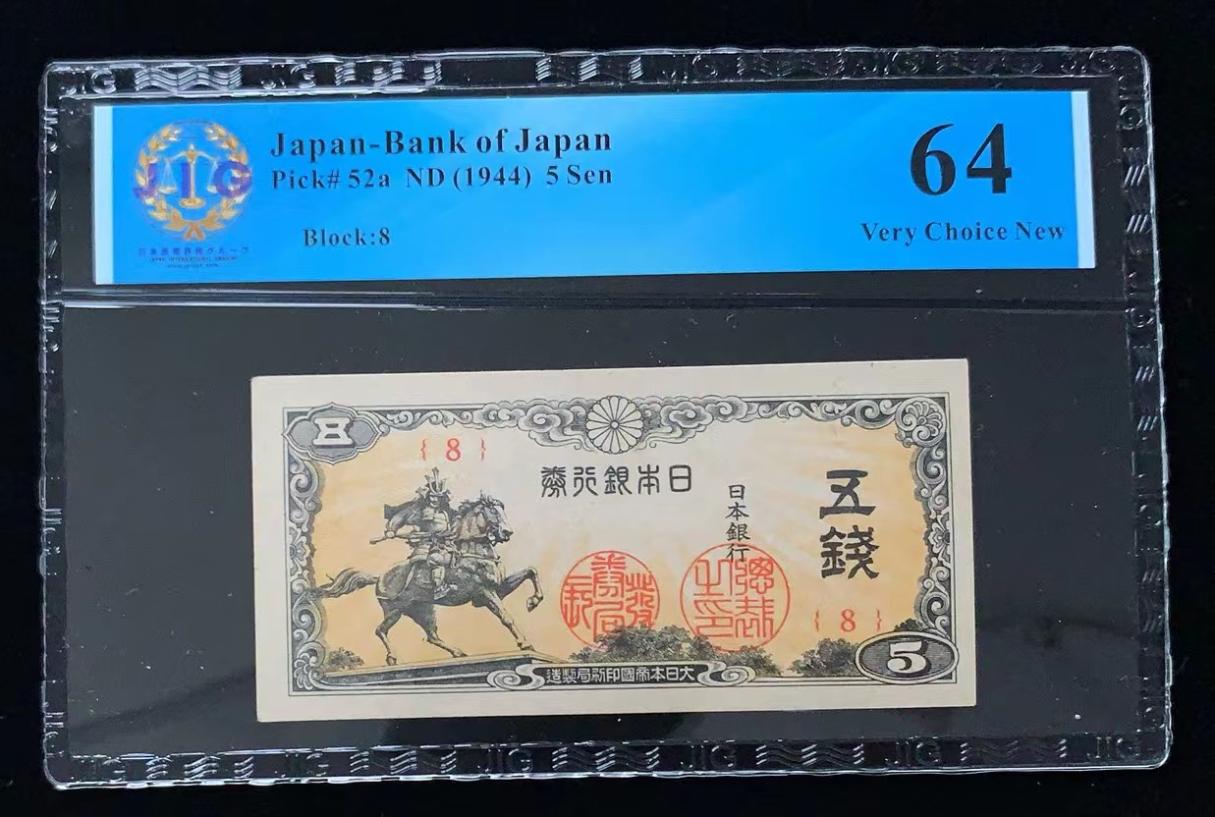 Japan-Bank of Japan
Pick# 52a ND (1944) 5 Sen
Block:8
64
Very Choice New
JIG
五
{ 8 }
券行銀本日
日本銀行
五錢
{ 8 }
5
造製局刷印國帝本日大